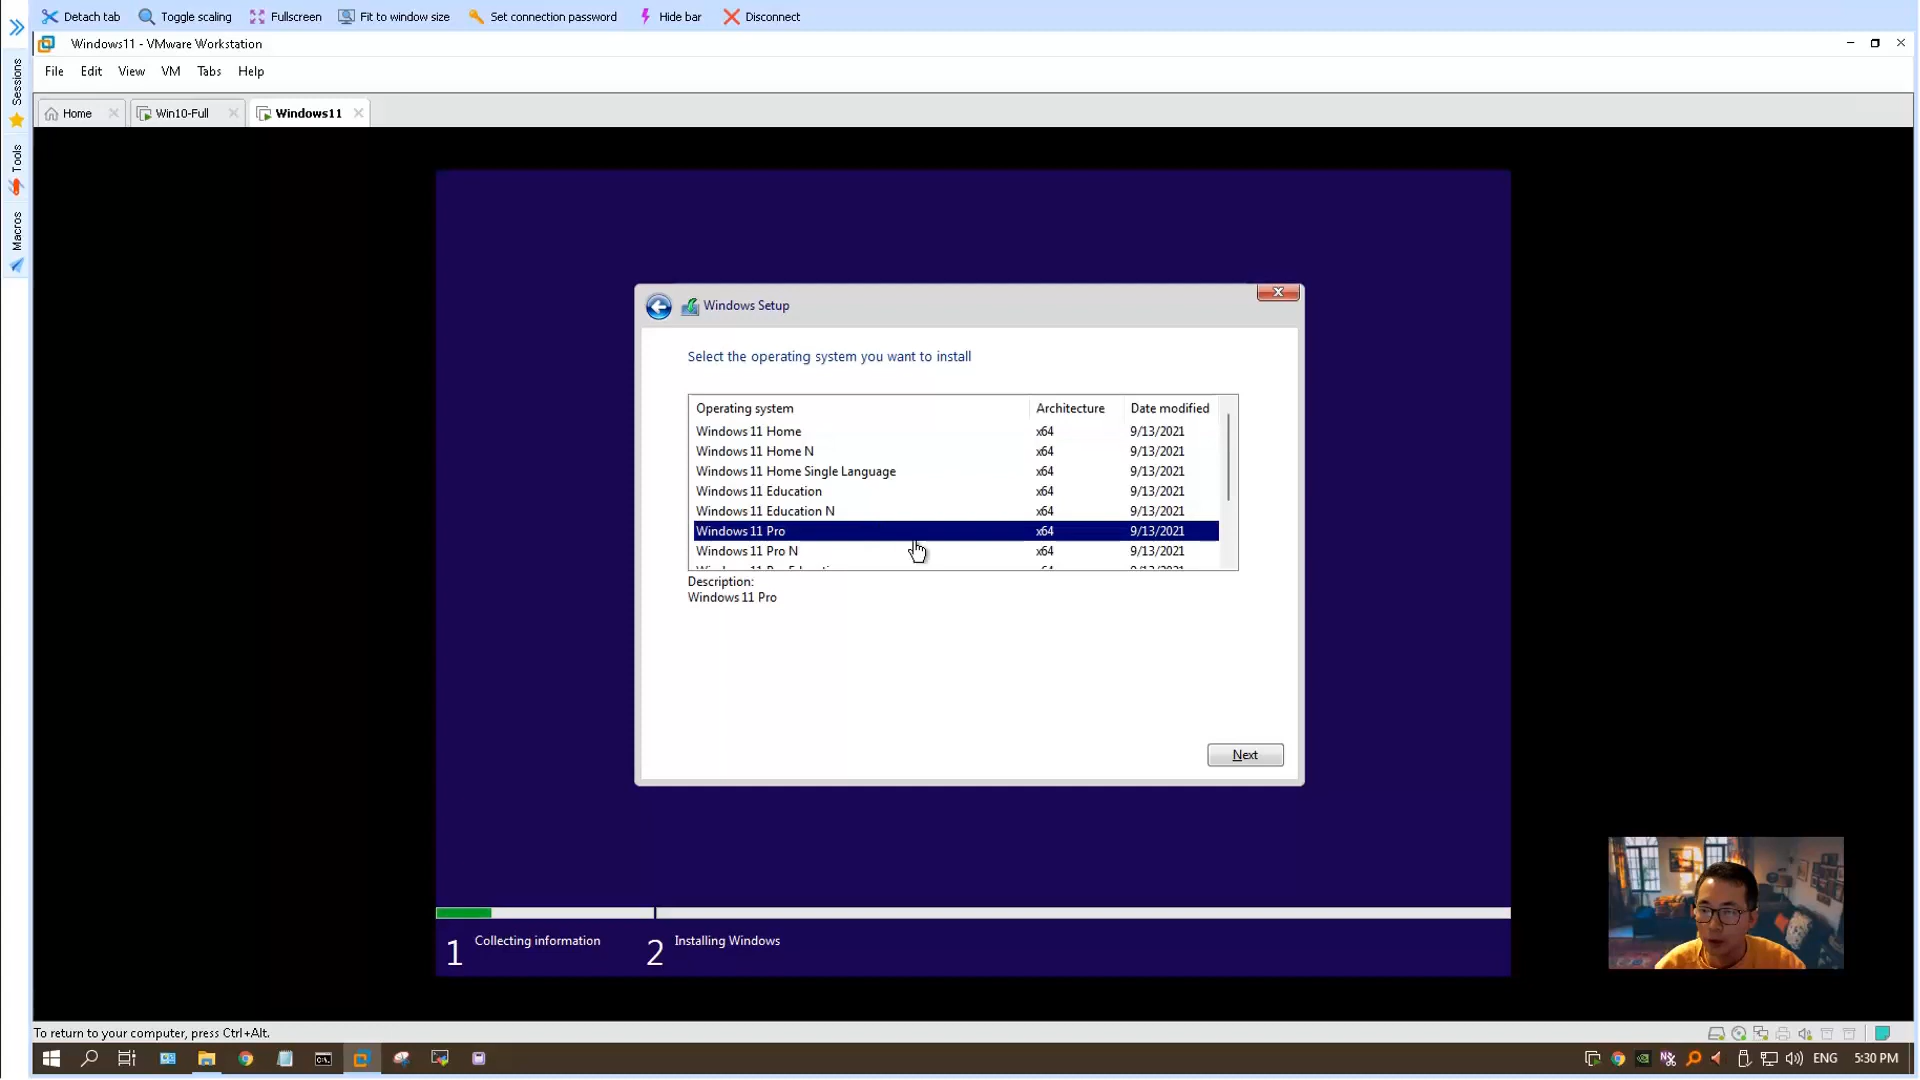 Detach tab Toggle scaling Fullscreen Fit to window size Set connection password Hide bar Disconnect
Windows11 - VMware Workstation
File Edit View VM Tabs Help
Home Win10-Full Windows11
Sessions
Tools
Macros
Windows Setup
Select the operating system you want to install
Operating system Architecture Date modified
Windows 11 Home x64 9/13/2021
Windows 11 Home N x64 9/13/2021
Windows 11 Home Single Language x64 9/13/2021
Windows 11 Education x64 9/13/2021
Windows 11 Education N x64 9/13/2021
Windows 11 Pro x64 9/13/2021
Windows 11 Pro N x64 9/13/2021
Description:
Windows 11 Pro
Next
1 Collecting information 2 Installing Windows
To return to your computer, press Ctrl+Alt.
ENG 5:30 PM